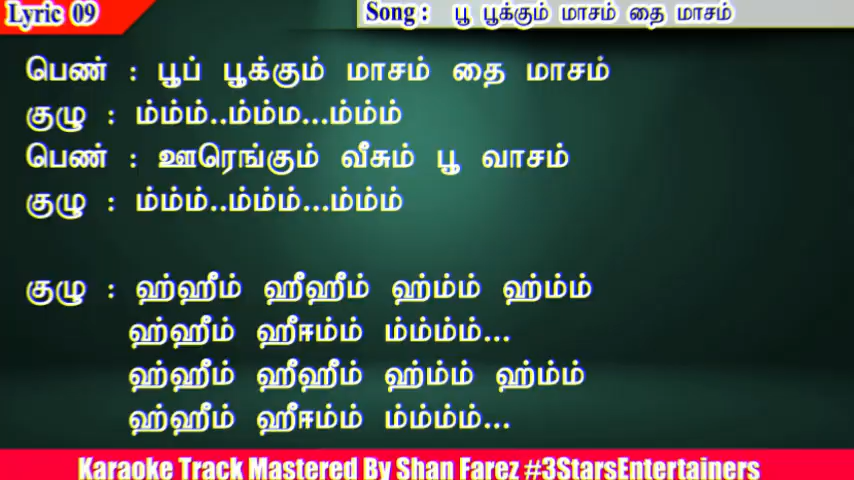 Lyric 09
Song : பூ பூக்கும் மாசம் தை மாசம்
பெண் : பூப் பூக்கும் மாசம் தை மாசம்
குழு : ம்ம்ம்..ம்ம்ம...ம்ம்ம்
பெண் : ஊரெங்கும் வீசும் பூ வாசம்
குழு : ம்ம்ம்..ம்ம்ம்...ம்ம்ம்
குழு : ஹ்ஹீம் ஹீஹீம் ஹ்ம்ம் ஹ்ம்ம்
ஹ்ஹீம் ஹீஈம்ம் ம்ம்ம்ம்...
ஹ்ஹீம் ஹீஹீம் ஹ்ம்ம் ஹ்ம்ம்
ஹ்ஹீம் ஹீஈம்ம் ம்ம்ம்ம்...
Karaoke Track Mastered By Shan Farez #3StarsEntertainers